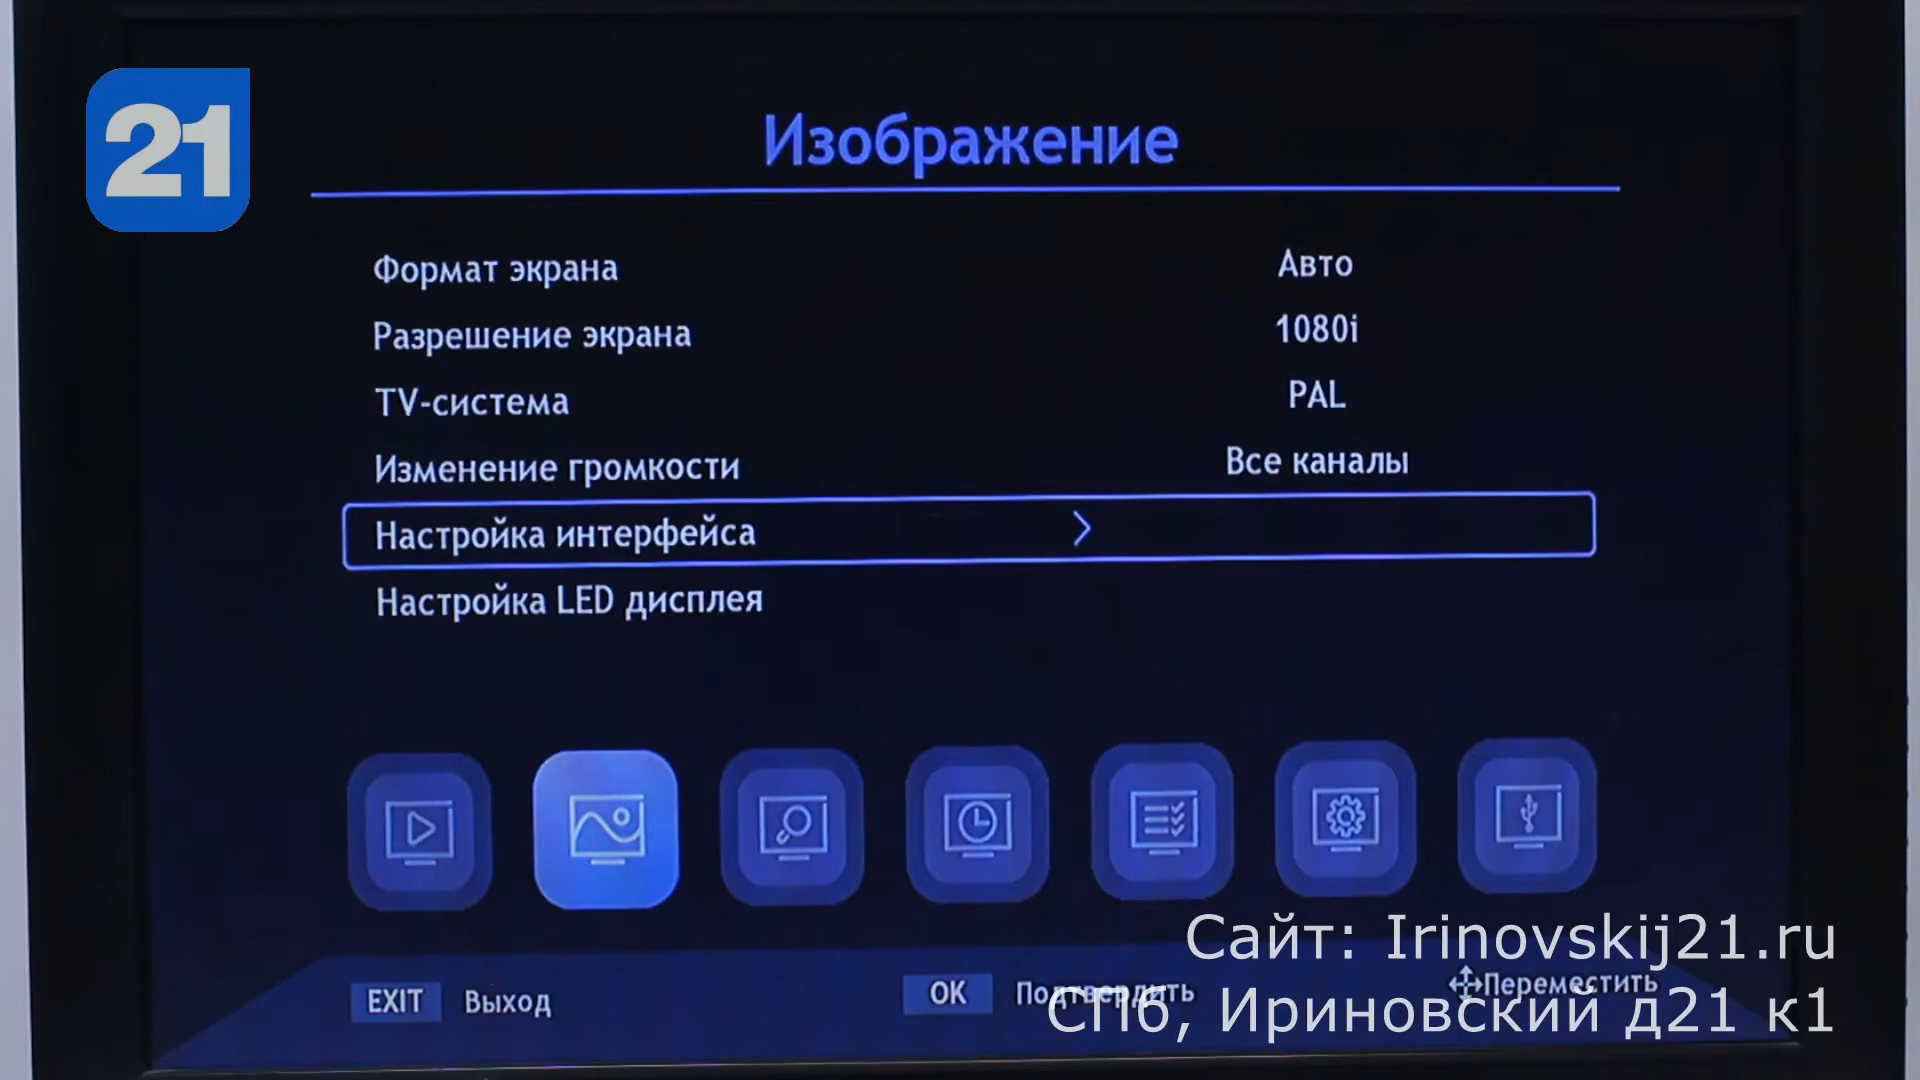 21
Изображение
Формат экрана Авто
Разрешение экрана 1080i
TV-система PAL
Изменение громкости Все каналы
Настройка интерфейса
Настройка LED дисплея
Сайт: Irinovskij21.ru
EXIT Выход OK Подтвердить Переместить
СПб, Ириновский д21 к1